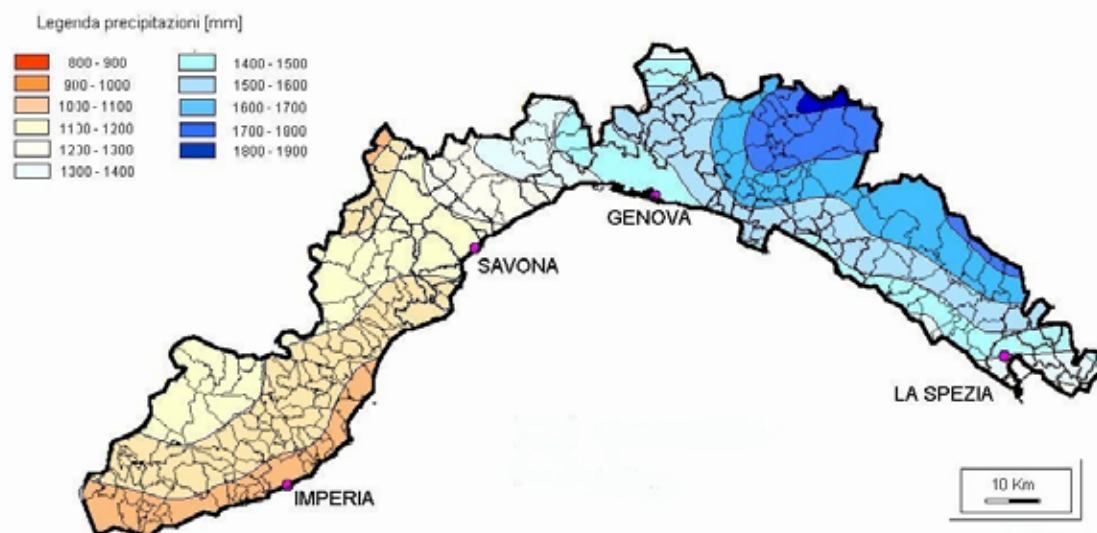 Legenda precipitazioni [mm]
800 - 900
900 - 1000
1000 - 1100
1100 - 1200
1200 - 1300
1300 - 1400
1400 - 1500
1500 - 1600
1600 - 1700
1700 - 1800
1800 - 1900
GENOVA
SAVONA
LA SPEZIA
IMPERIA
10 Km